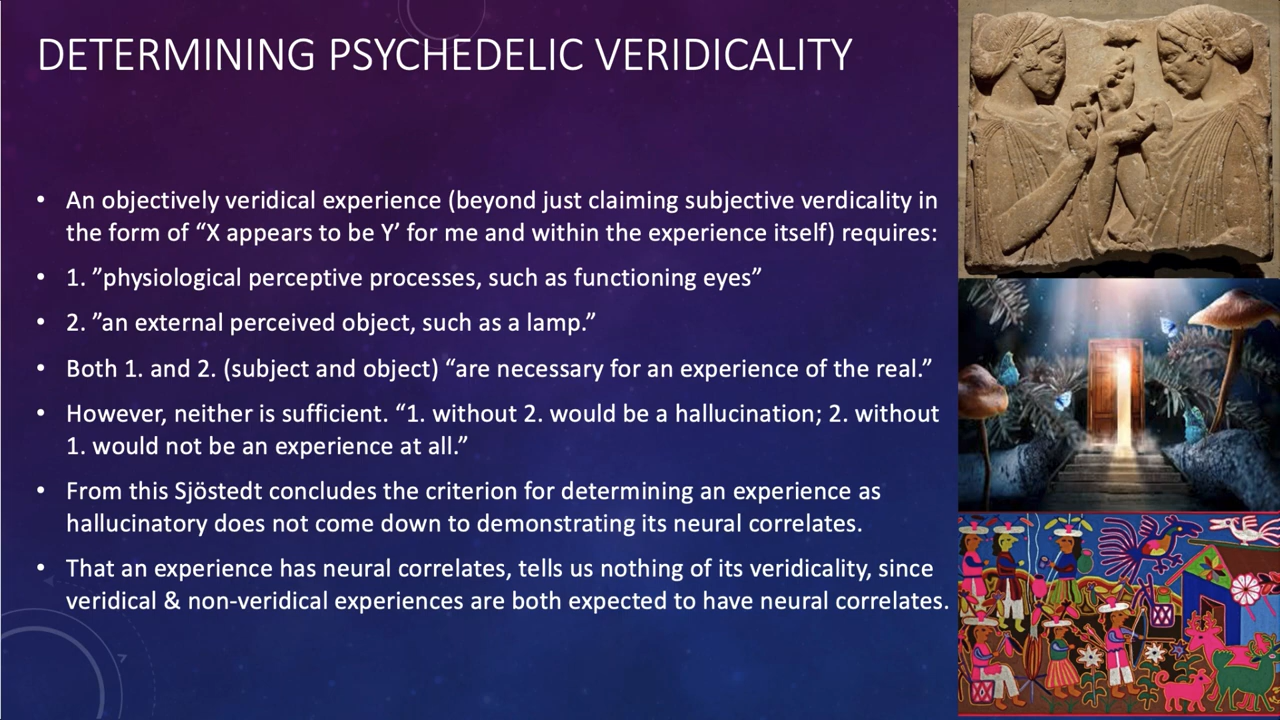 DETERMINING PSYCHEDELIC VERIDICALITY
• An objectively veridical experience (beyond just claiming subjective verdicality in
the form of “X appears to be Y’ for me and within the experience itself) requires:
• 1. ”physiological perceptive processes, such as functioning eyes”
• 2. ”an external perceived object, such as a lamp.”
• Both 1. and 2. (subject and object) “are necessary for an experience of the real.”
• However, neither is sufficient. “1. without 2. would be a hallucination; 2. without
1. would not be an experience at all.”
• From this Sjöstedt concludes the criterion for determining an experience as
hallucinatory does not come down to demonstrating its neural correlates.
• That an experience has neural correlates, tells us nothing of its veridicality, since
veridical & non-veridical experiences are both expected to have neural correlates.